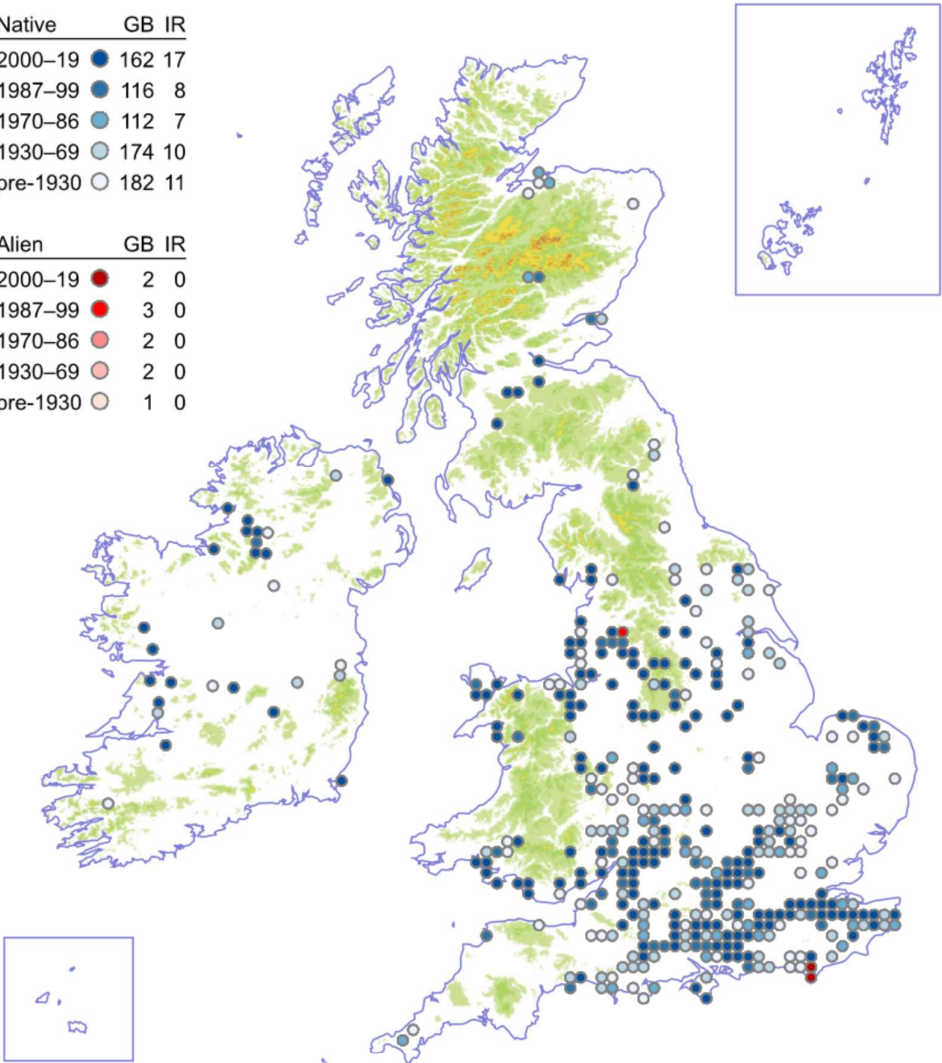 Native GB IR
2000–19 162 17
1987–99 116 8
1970–86 112 7
1930–69 174 10
pre-1930 182 11
Alien GB IR
2000–19 2 0
1987–99 3 0
1970–86 2 0
1930–69 2 0
pre-1930 1 0